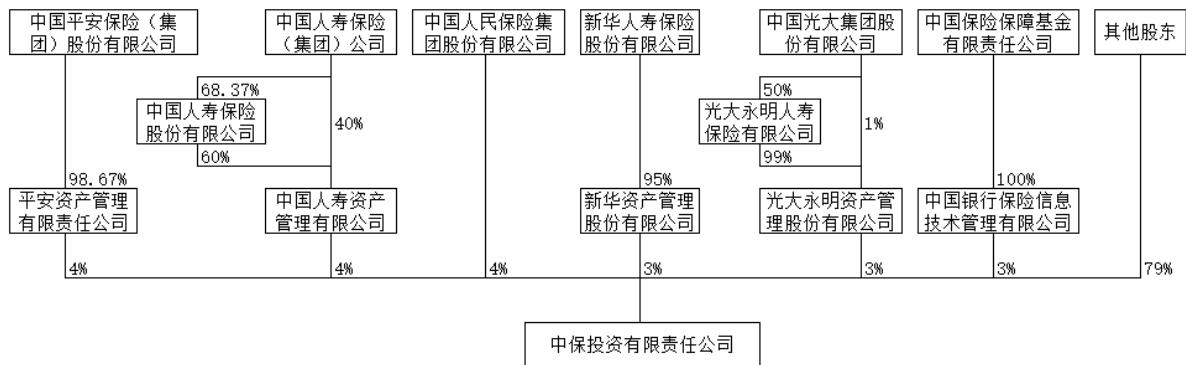 中国平安保险（集
团）股份有限公司
中国人寿保险
（集团）公司
中国人民保险集
团股份有限公司
新华人寿保险
股份有限公司
中国光大集团股
份有限公司
中国保险保障基金
有限责任公司
其他股东
68.37%
中国人寿保险
股份有限公司
60%
40%
50%
光大永明人寿
保险有限公司
99%
1%
98.67%
95%
100%
平安资产管理
有限责任公司
中国人寿资产
管理有限公司
新华资产管理
股份有限公司
光大永明资产管
理股份有限公司
中国银行保险信息
技术管理有限公司
4%
4%
4%
3%
3%
3%
79%
中保投资有限责任公司